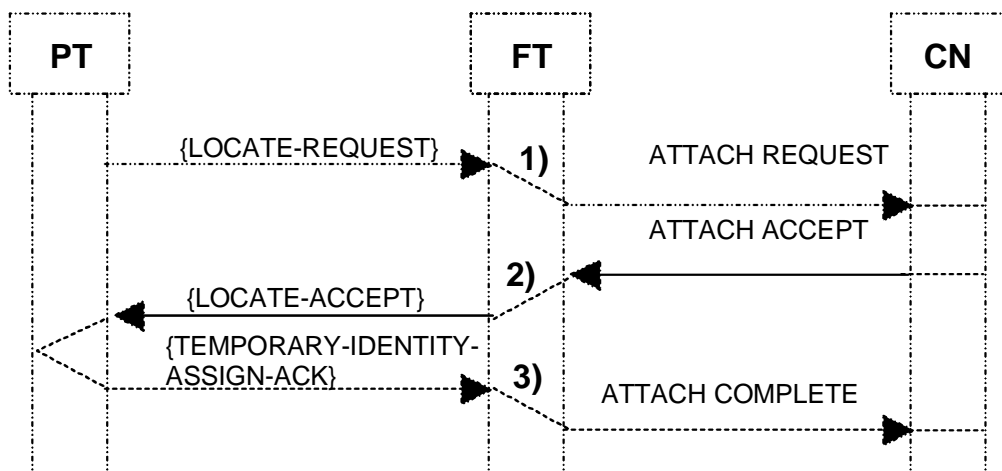 PT
FT
CN
{LOCATE-REQUEST}
1)
ATTACH REQUEST
ATTACH ACCEPT
2)
{LOCATE-ACCEPT}
{TEMPORARY-IDENTITY-
ASSIGN-ACK}
3)
ATTACH COMPLETE